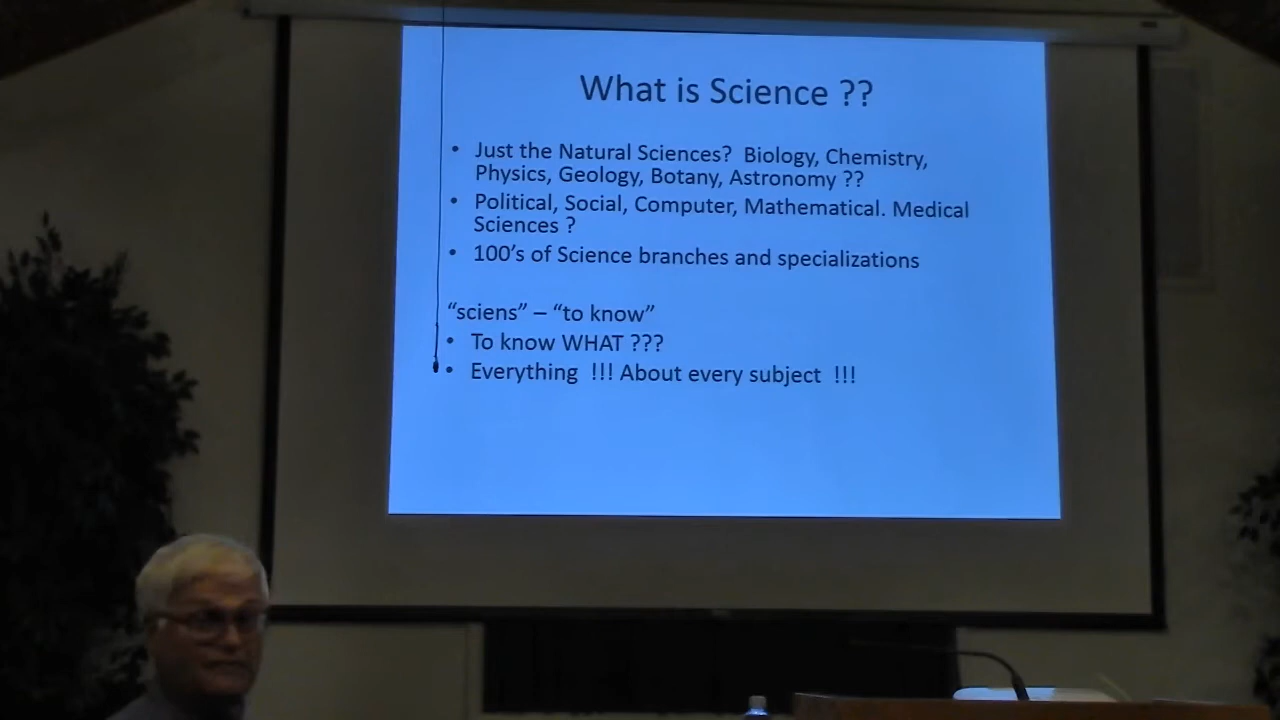 What is Science ??
• Just the Natural Sciences?  Biology, Chemistry,
Physics, Geology, Botany, Astronomy ??
• Political, Social, Computer, Mathematical. Medical
Sciences ?
• 100's of Science branches and specializations
“sciens” – “to know”
• To know WHAT ???
• Everything  !!! About every subject  !!!